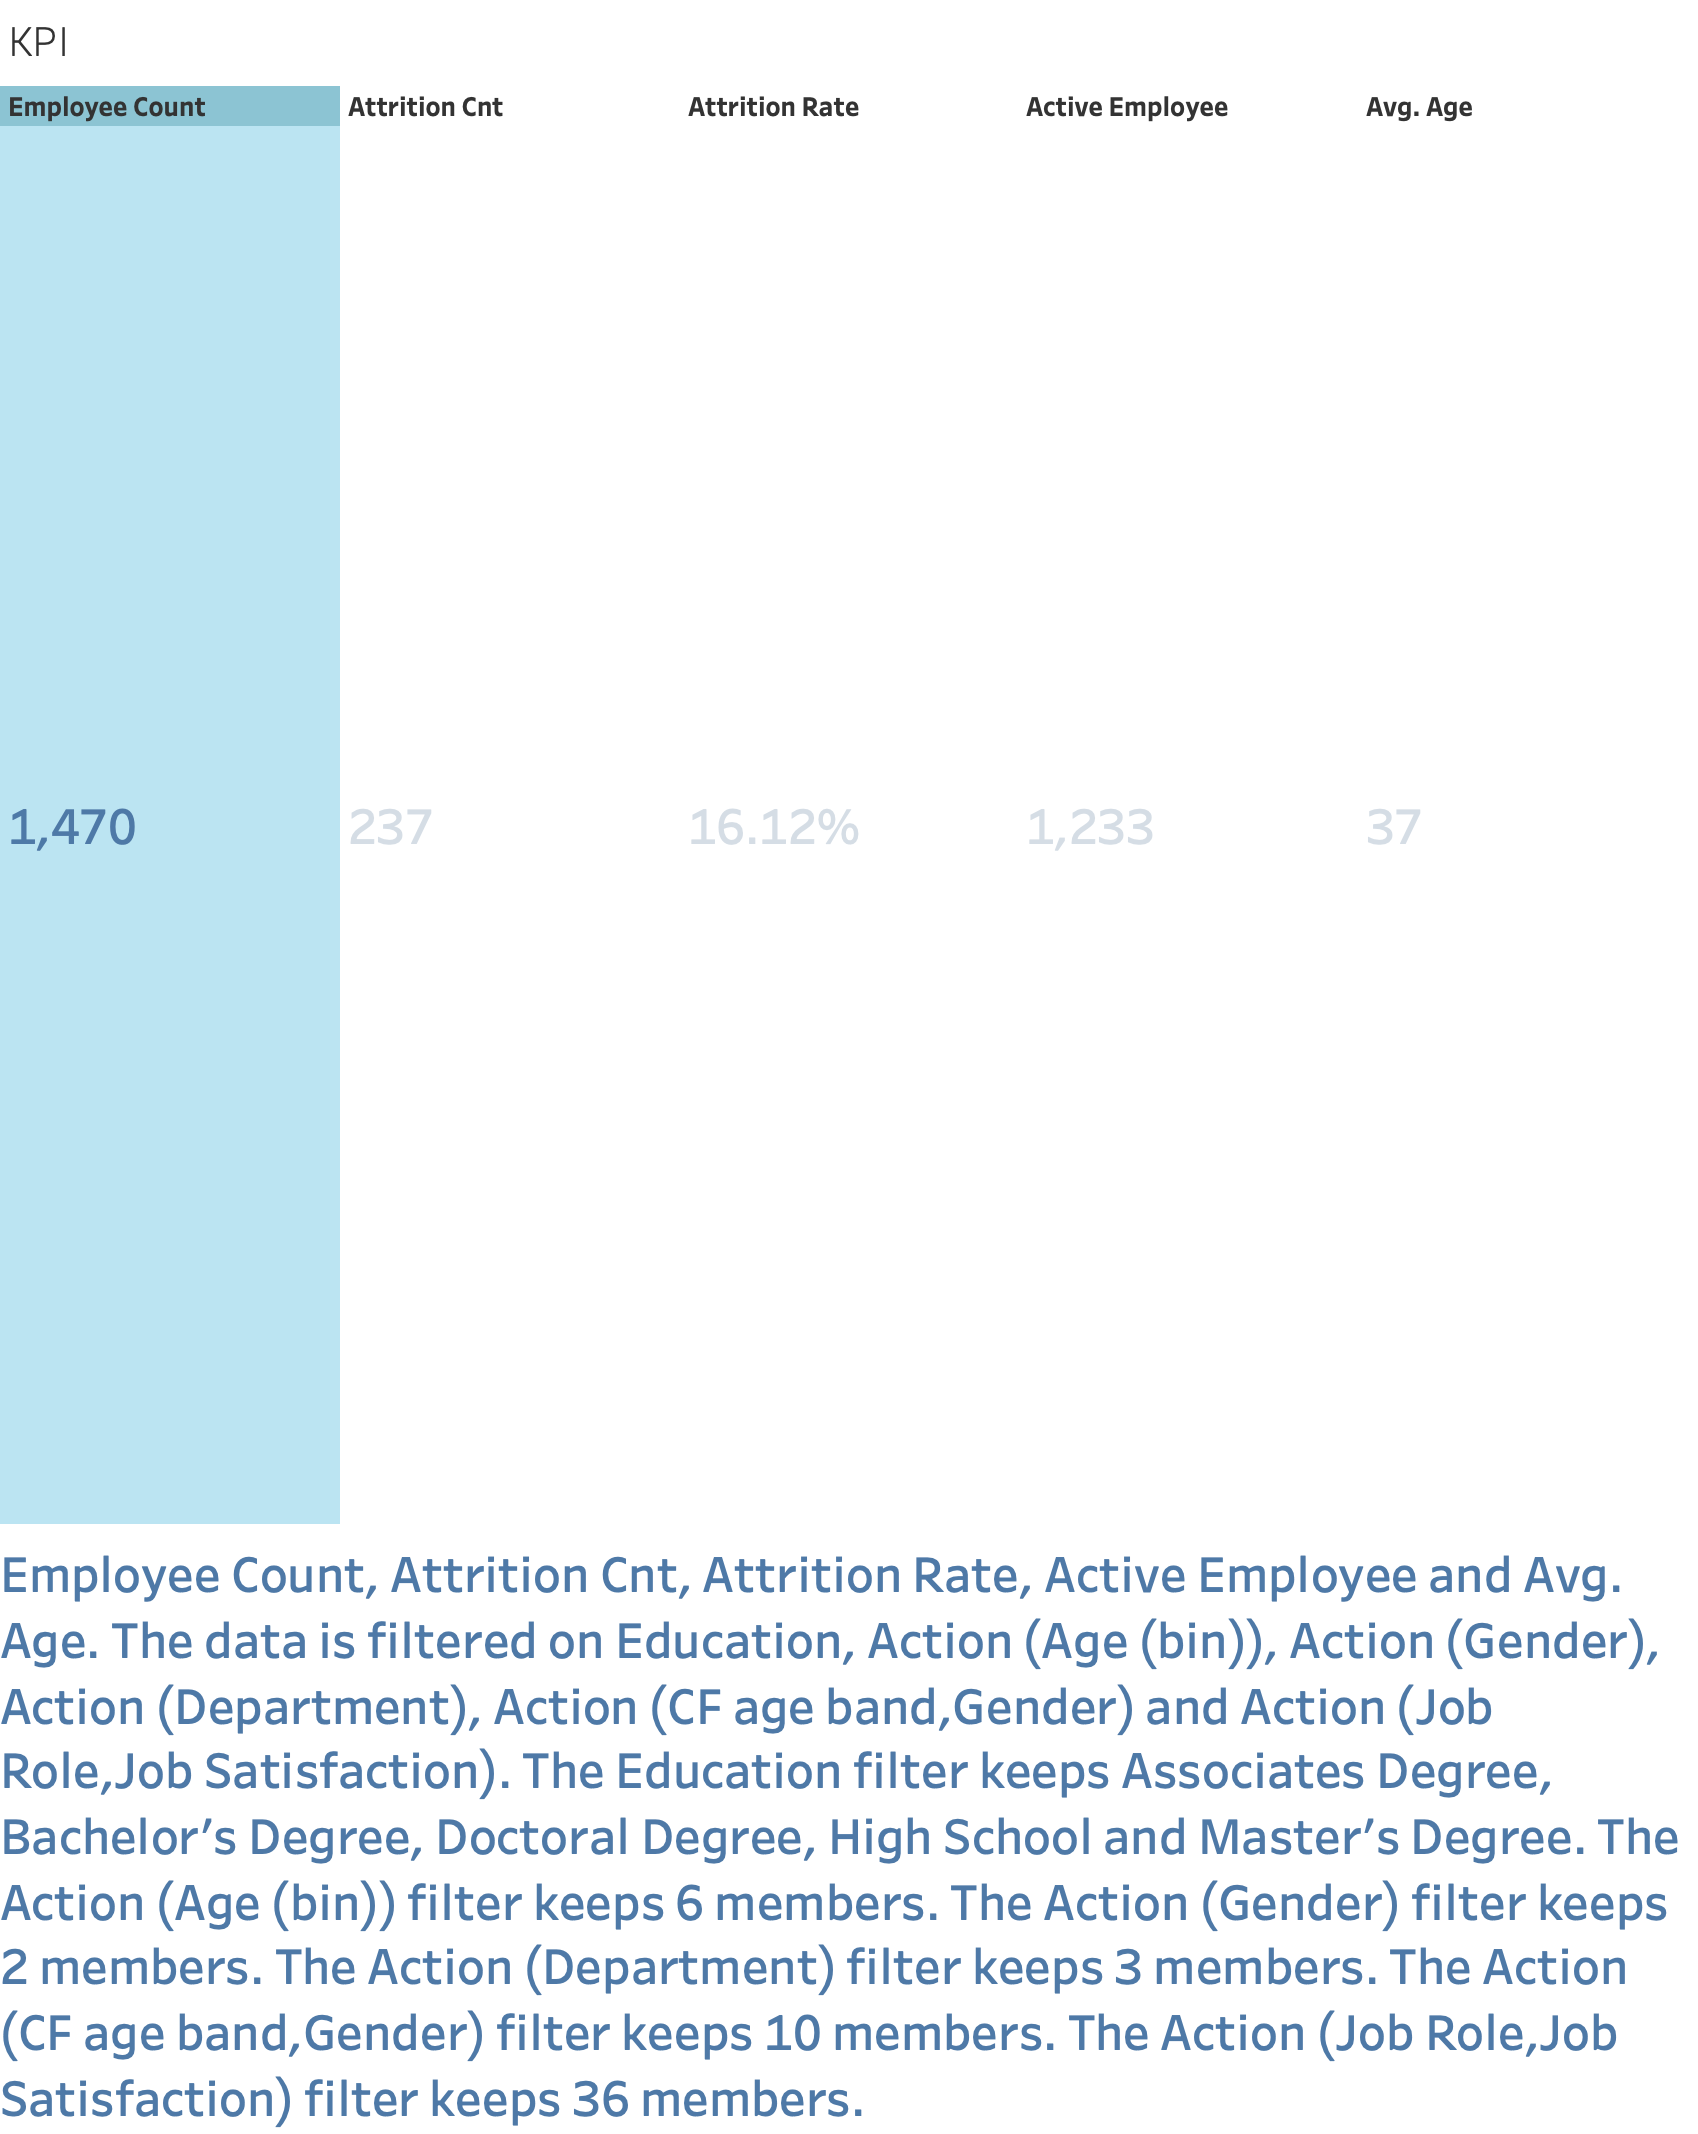 KPI
Employee Count Attrition Cnt Attrition Rate Active Employee Avg. Age
1,470 237 16.12% 1,233 37
Employee Count, Attrition Cnt, Attrition Rate, Active Employee and Avg.
Age. The data is filtered on Education, Action (Age (bin)), Action (Gender),
Action (Department), Action (CF age band,Gender) and Action (Job
Role,Job Satisfaction). The Education filter keeps Associates Degree,
Bachelor’s Degree, Doctoral Degree, High School and Master’s Degree. The
Action (Age (bin)) filter keeps 6 members. The Action (Gender) filter keeps
2 members. The Action (Department) filter keeps 3 members. The Action
(CF age band,Gender) filter keeps 10 members. The Action (Job Role,Job
Satisfaction) filter keeps 36 members.